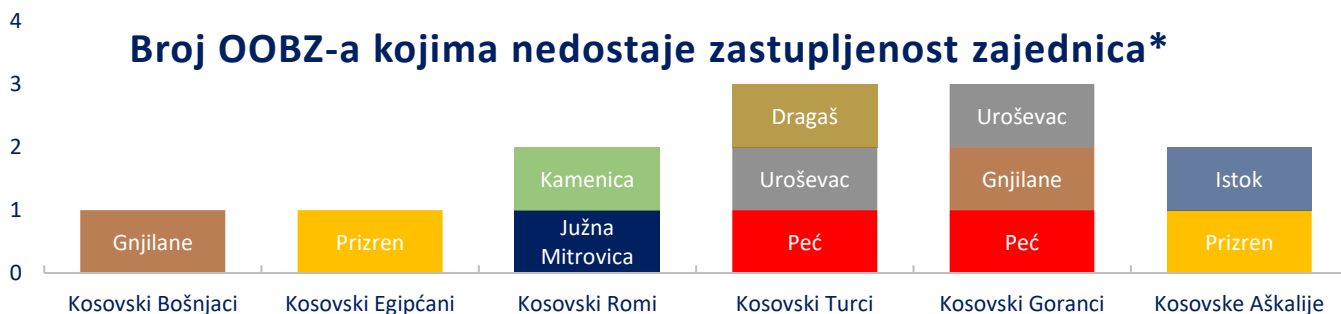 4
Broj OOBZ-a kojima nedostaje zastupljenost zajednica*
3
Dragaš
Uroševac
2
Kamenica
Uroševac
Gnjilane
Istok
1
Gnjilane
Prizren
Južna
Mitrovica
Peć
Peć
Prizren
0
Kosovski Bošnjaci
Kosovski Egipćani
Kosovski Romi
Kosovski Turci
Kosovski Goranci
Kosovske Aškalije